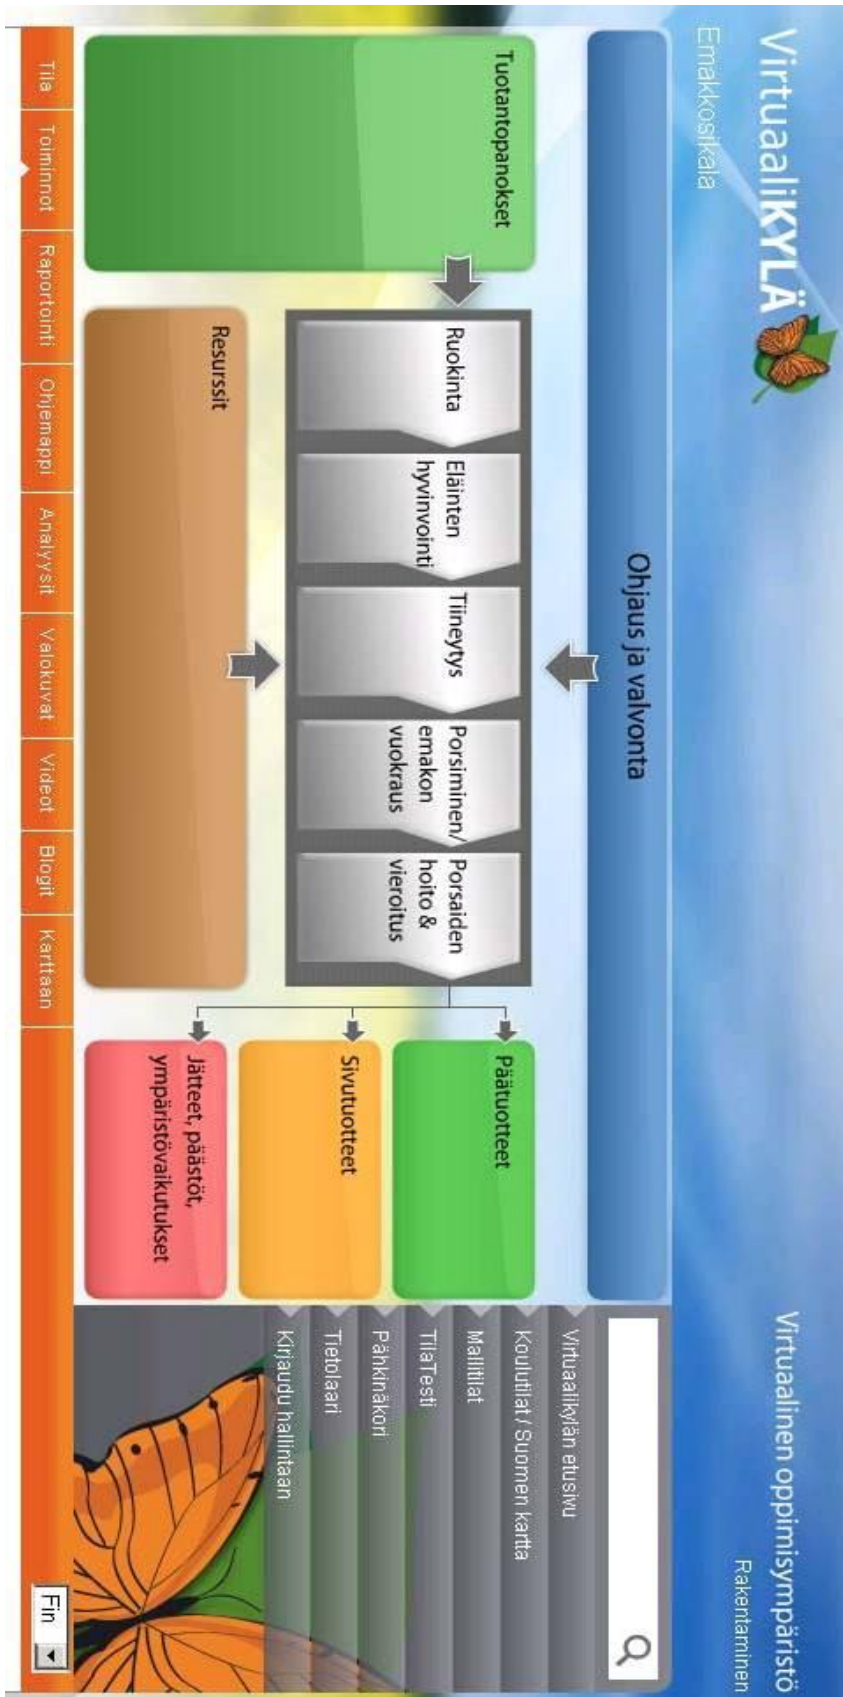 VirtuaaliKYLÄ
Virtuaalinen oppimisympäristö
Emakkosikala
Rakentaminen
Ohjaus ja valvonta
Tuotantopanokset
Ruokinta
Eläinten
hyvinvointi
Tiineytys
Porsiminen/
emakon
vuokraus
Porsaiden
hoito &
vieroitus
Resurssit
Päätuotteet
Sivutuotteet
Jätteet, päästöt,
ympäristövaikutukset
Virtuaalikylän etusivu
Koulutilat / Suomen kartta
Mallitilat
TilaTesti
Pähkinäkori
Tietolaari
Kirjaudu hallintaan
Tila Toiminnot Raportointi Ohjemappi Analyysit Valokuvat Videot Blogit Karttaan
Fin